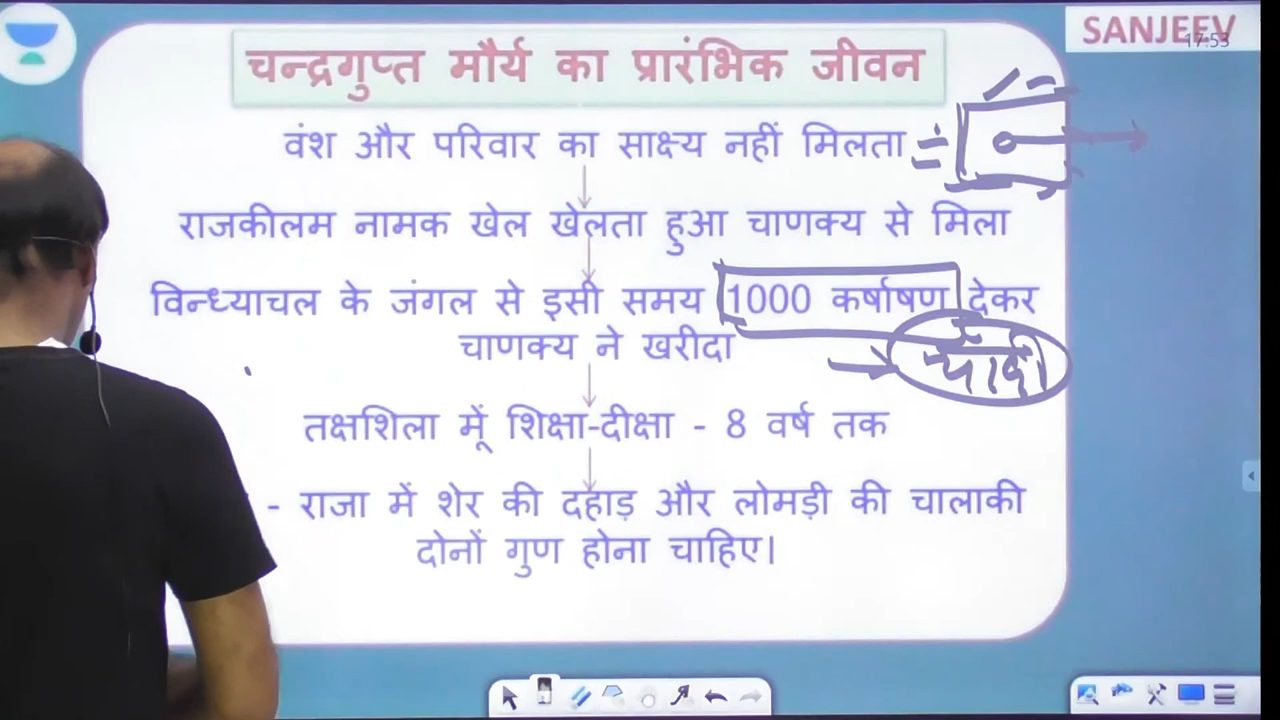 SANJEEV
17:53
चन्द्रगुप्त मौर्य का प्रारंभिक जीवन
वंश और परिवार का साक्ष्य नहीं मिलता
राजकीलम नामक खेल खेलता हुआ चाणक्य से मिला
विन्ध्याचल के जंगल से इसी समय 1000 कर्षाषण देकर
चाणक्य ने खरीदा
चाँदी
तक्षशिला में शिक्षा-दीक्षा - 8 वर्ष तक
- राजा में शेर की दहाड़ और लोमड़ी की चालाकी
दोनों गुण होना चाहिए।